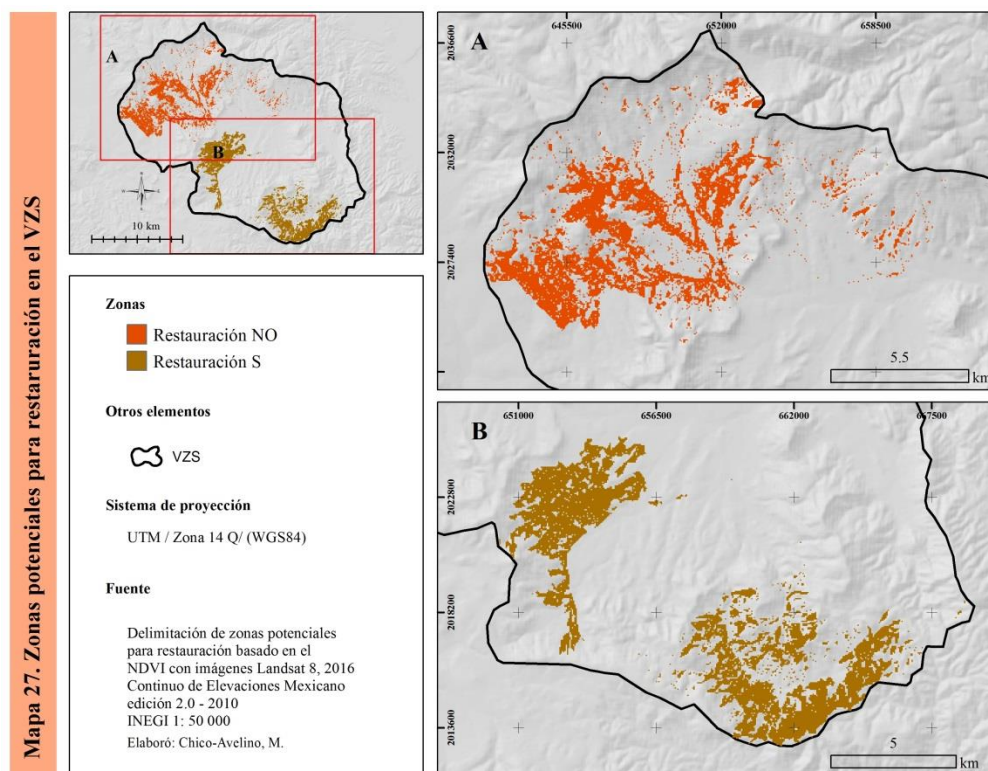 Mapa 27. Zonas potenciales para restaruración en el VZS
A
B
N
S
W
E
10 km
Zonas
Restauración NO
Restauración S
Otros elementos
VZS
Sistema de proyección
UTM / Zona 14 Q/ (WGS84)
Fuente
Delimitación de zonas potenciales
para restauración basado en el
NDVI con imágenes Landsat 8, 2016
Continuo de Elevaciones Mexicano
edición 2.0 - 2010
INEGI 1: 50 000
Elaboró: Chico-Avelino, M.
A
645500
652000
658500
2036600
2032000
2027400
5.5
km
B
651000
656500
662000
667500
2022800
2018200
2013600
5
km